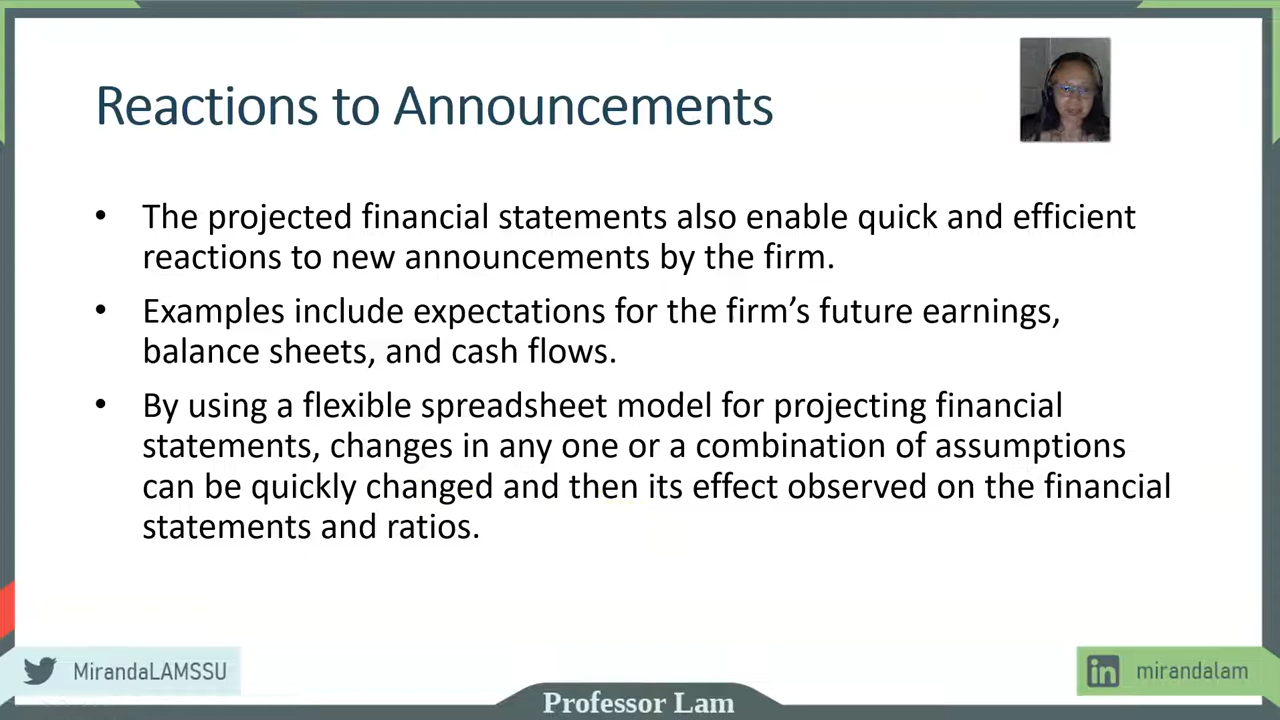 Reactions to Announcements
• The projected financial statements also enable quick and efficient
reactions to new announcements by the firm.
• Examples include expectations for the firm’s future earnings,
balance sheets, and cash flows.
• By using a flexible spreadsheet model for projecting financial
statements, changes in any one or a combination of assumptions
can be quickly changed and then its effect observed on the financial
statements and ratios.
MirandaLAMSSU
in mirandalam
Professor Lam